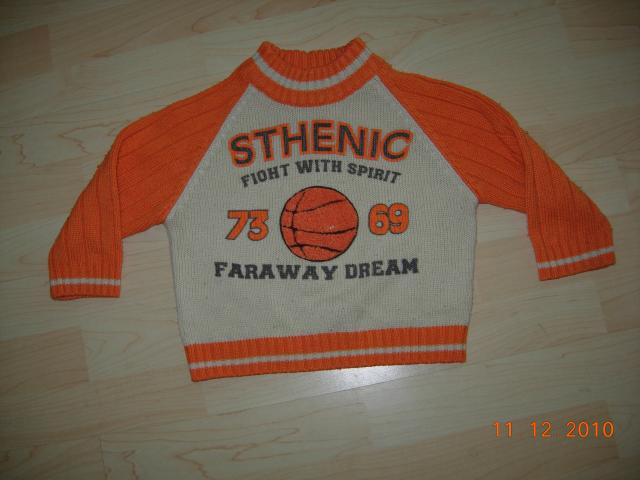 STHENIC
FIGHT WITH SPIRIT
73 69
FARAWAY DREAM
11 12 2010